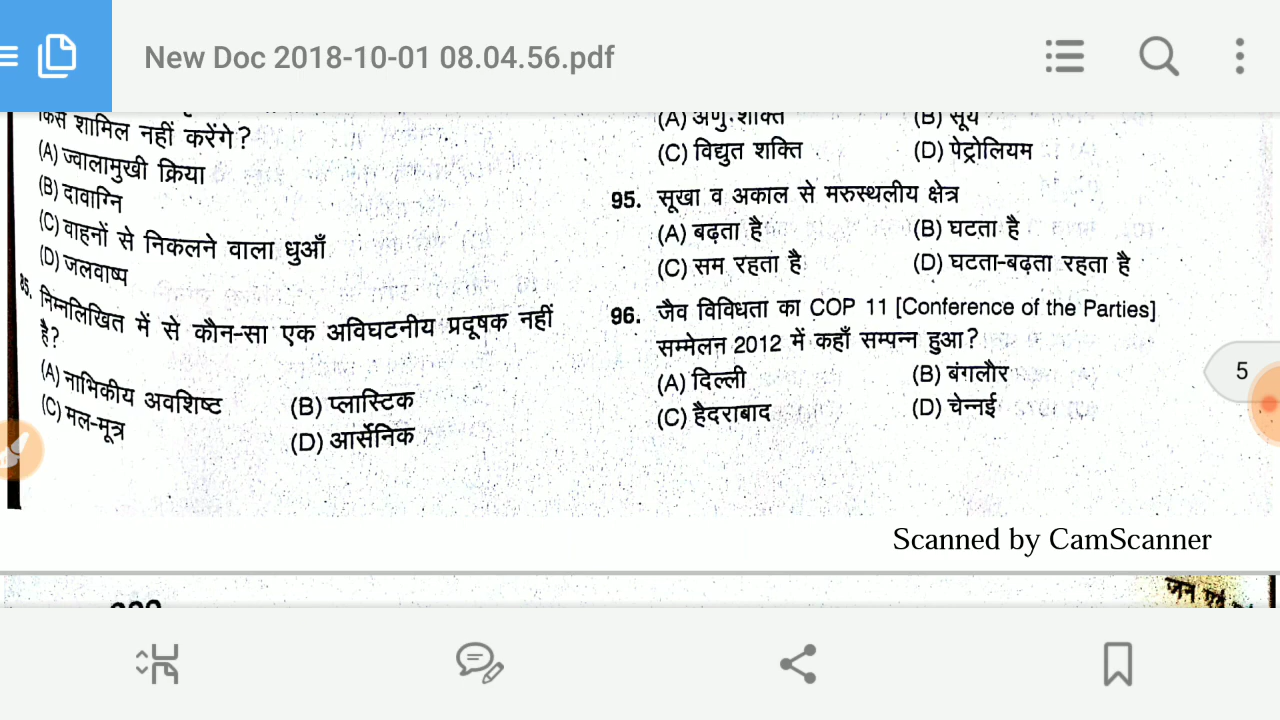 New Doc 2018-10-01 08.04.56.pdf
किसे शामिल नहीं करेंगे?
(A) ज्वालामुखी क्रिया
(B) दावाग्नि
(C) वाहनों से निकलने वाला धुआँ
(D) जलवाष्प
85. निम्नलिखित में से कौन-सा एक अविघटनीय प्रदूषक नहीं
है?
(A) नाभिकीय अवशिष्ट (B) प्लास्टिक
(C) मल-मूत्र (D) आर्सेनिक
(A) अणु शक्ति (B) सूर्य
(C) विद्युत शक्ति (D) पेट्रोलियम
95. सूखा व अकाल से मरुस्थलीय क्षेत्र
(A) बढ़ता है (B) घटता है
(C) सम रहता है (D) घटता-बढ़ता रहता है
96. जैव विविधता का COP 11 [Conference of the Parties]
सम्मेलन 2012 में कहाँ सम्पन्न हुआ?
(A) दिल्ली (B) बंगलौर
(C) हैदराबाद (D) चेन्नई
5
Scanned by CamScanner